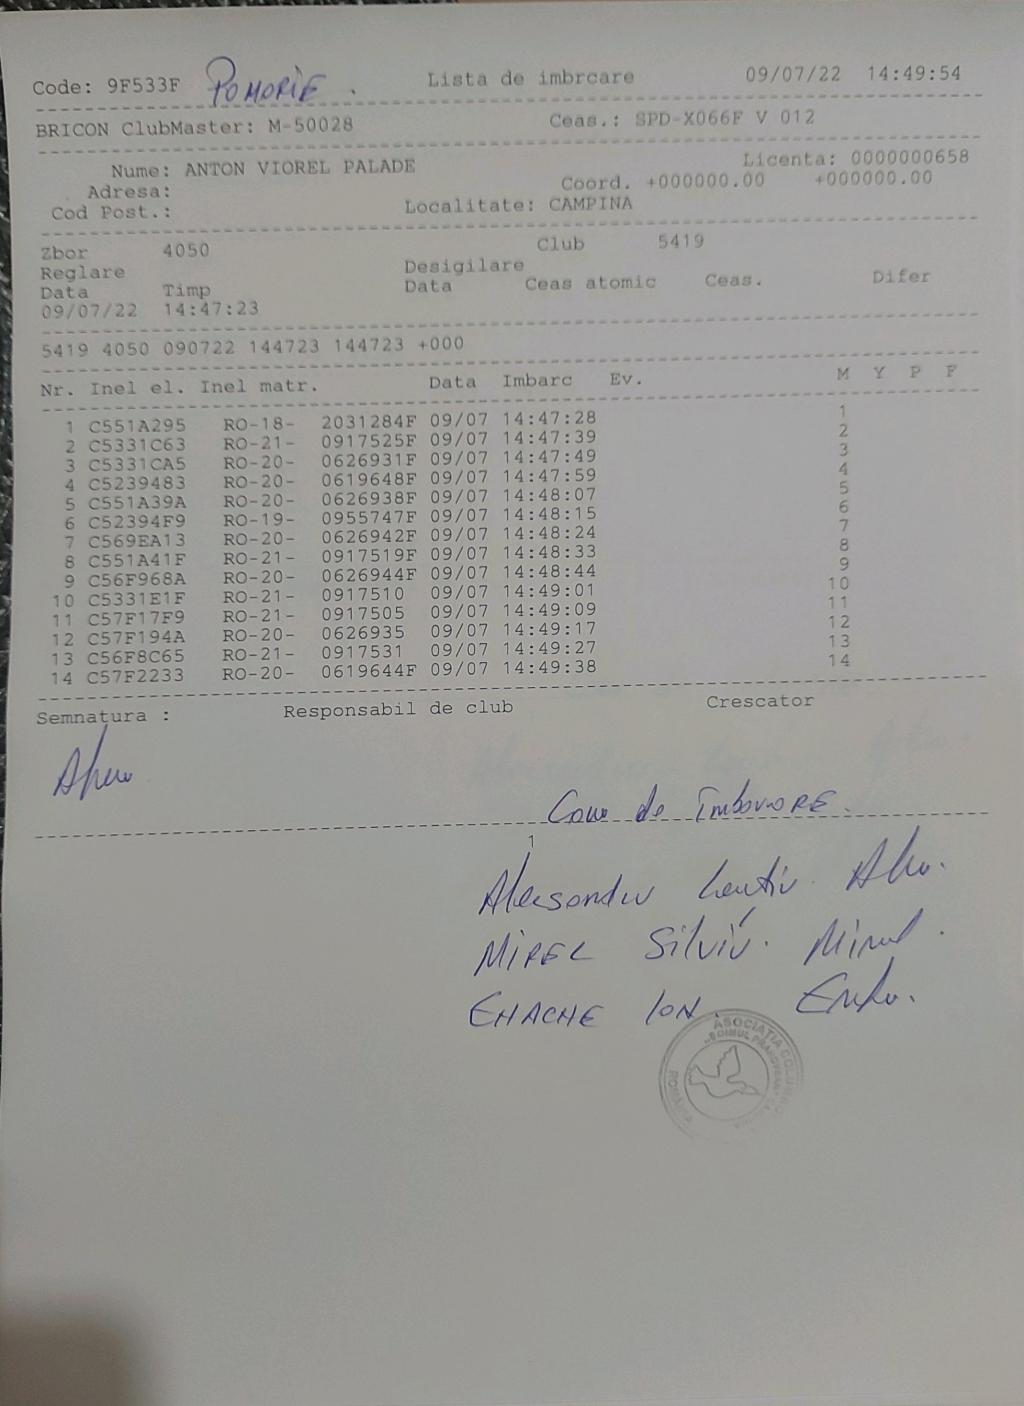 Code: 9F533F POMORIE . Lista de imbrcare 09/07/22 14:49:54
BRICON ClubMaster: M-50028 Ceas.: SPD-X066F V 012
Nume: ANTON VIOREL PALADE Licenta: 0000000658
Adresa: Coord. +000000.00 +000000.00
Cod Post.: Localitate: CAMPINA
Zbor 4050 Club 5419
Reglare Desigilare
Data Timp Data Ceas atomic Ceas. Difer
09/07/22 14:47:23
5419 4050 090722 144723 144723 +000
Nr. Inel el. Inel matr. Data Imbarc Ev. M Y P F
1 C551A295 RO-18- 2031284F 09/07 14:47:28 1
2 C5331C63 RO-21- 0917525F 09/07 14:47:39 2
3 C5331CA5 RO-20- 0626931F 09/07 14:47:49 3
4 C5239483 RO-20- 0619648F 09/07 14:47:59 4
5 C551A39A RO-20- 0626938F 09/07 14:48:07 5
6 C52394F9 RO-19- 0955747F 09/07 14:48:15 6
7 C569EA13 RO-20- 0626942F 09/07 14:48:24 7
8 C551A41F RO-21- 0917519F 09/07 14:48:33 8
9 C56F968A RO-20- 0626944F 09/07 14:48:44 9
10 C5331E1F RO-21- 0917510 09/07 14:49:01 10
11 C57F17F9 RO-21- 0917505 09/07 14:49:09 11
12 C57F194A RO-20- 0626935 09/07 14:49:17 12
13 C56F8C65 RO-21- 0917531 09/07 14:49:27 13
14 C57F2233 RO-20- 0619644F 09/07 14:49:38 14
Semnatura : Responsabil de club Crescator
de
1
MIREL Silviu.
ENACHE ION
ASOCIATIA
ROMANIA